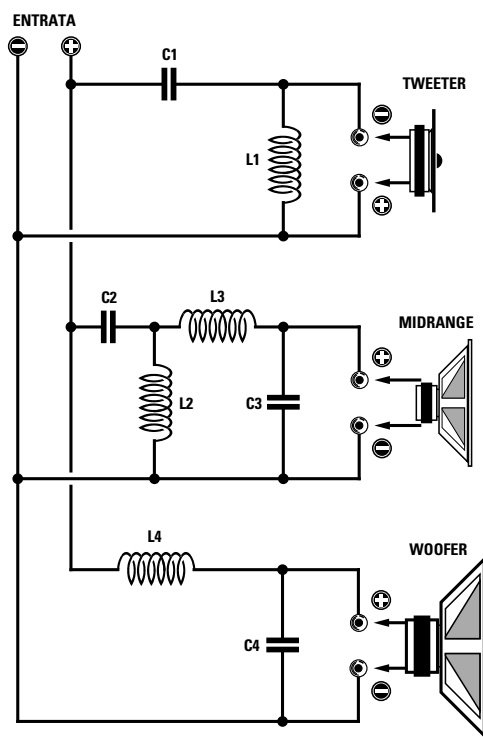 ENTRATA
C1
TWEETER
L1
C2
L3
MIDRANGE
L2
C3
L4
WOOFER
C4